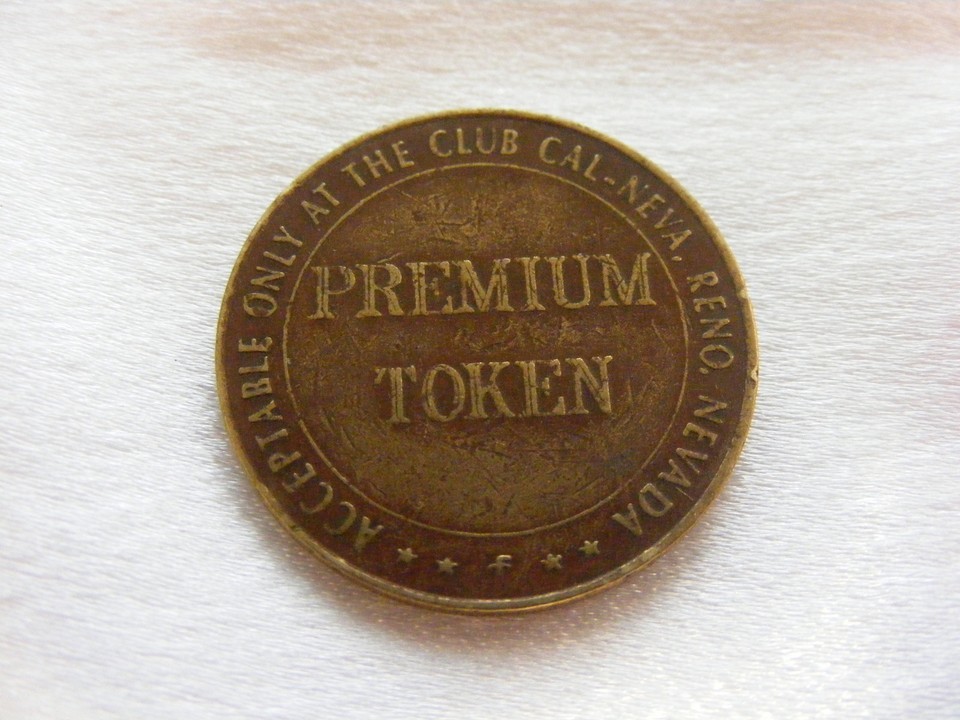 ACCEPTABLE ONLY AT THE CLUB CAL-NEVA, RENO, NEVADA
PREMIUM
TOKEN